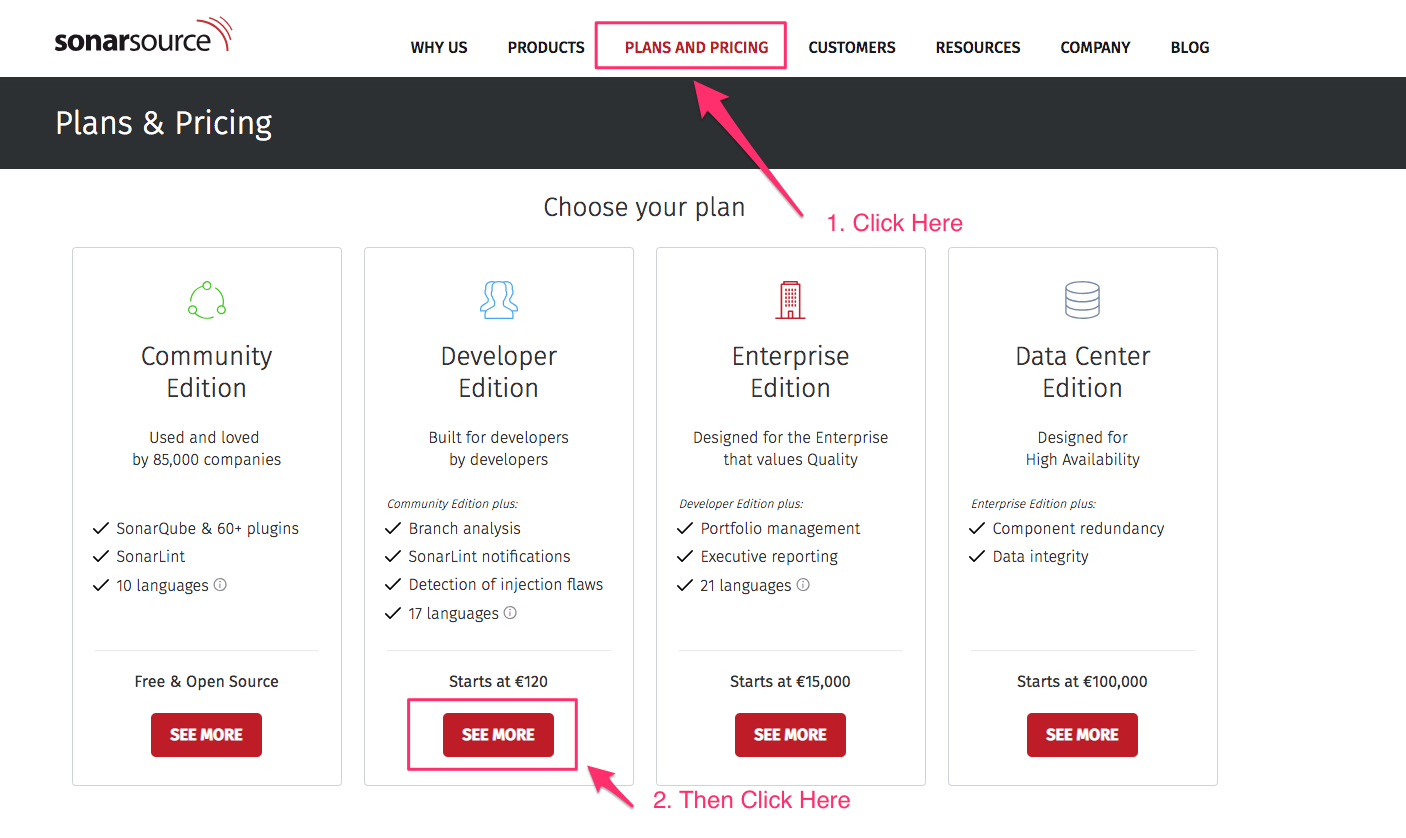 sonarsource
WHY US PRODUCTS PLANS AND PRICING CUSTOMERS RESOURCES COMPANY BLOG
Plans & Pricing
Choose your plan
1. Click Here
Community
Edition
Used and loved
by 85,000 companies
SonarQube & 60+ plugins
SonarLint
10 languages
Free & Open Source
SEE MORE
Developer
Edition
Built for developers
by developers
Community Edition plus:
Branch analysis
SonarLint notifications
Detection of injection flaws
17 languages
Starts at €120
SEE MORE
2. Then Click Here
Enterprise
Edition
Designed for the Enterprise
that values Quality
Developer Edition plus:
Portfolio management
Executive reporting
21 languages
Starts at €15,000
SEE MORE
Data Center
Edition
Designed for
High Availability
Enterprise Edition plus:
Component redundancy
Data integrity
Starts at €100,000
SEE MORE